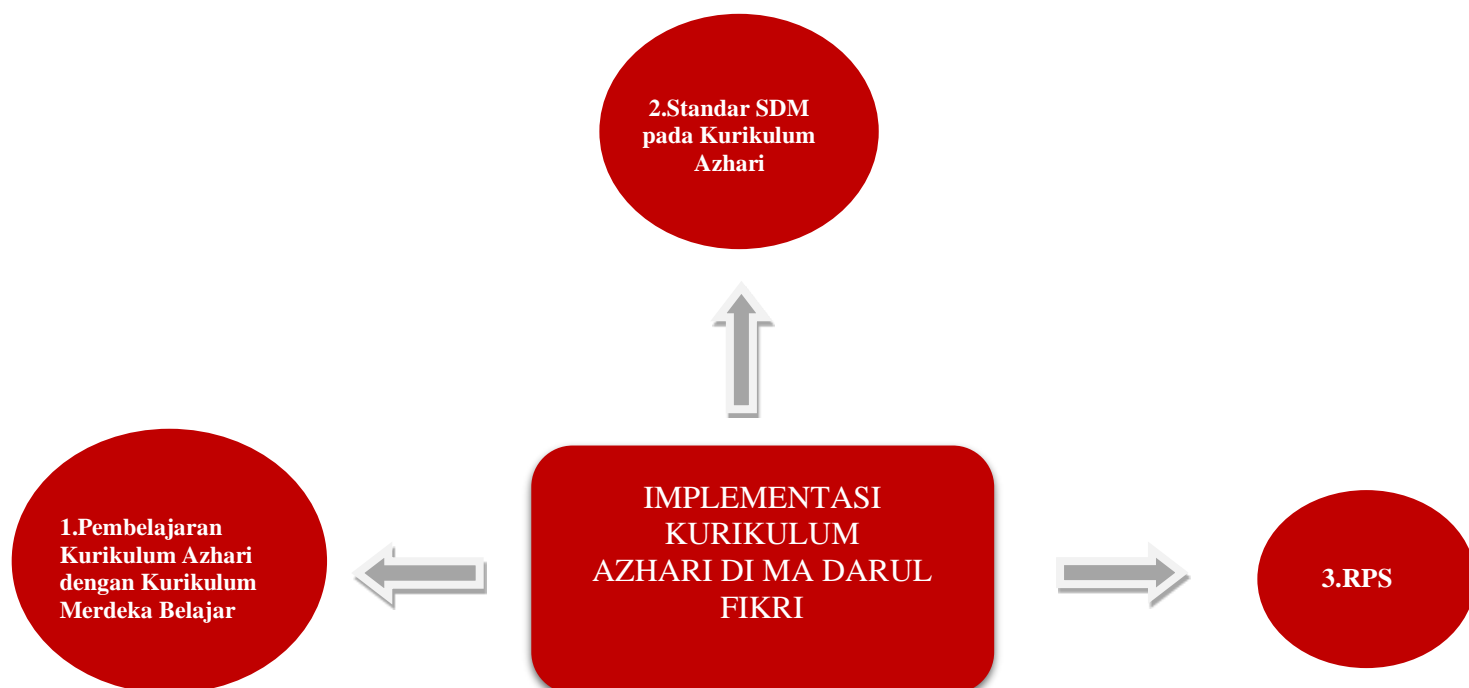 2.Standar SDM
pada Kurikulum
Azhari
1.Pembelajaran
Kurikulum Azhari
dengan Kurikulum
Merdeka Belajar
IMPLEMENTASI
KURIKULUM
AZHARI DI MA DARUL
FIKRI
3.RPS